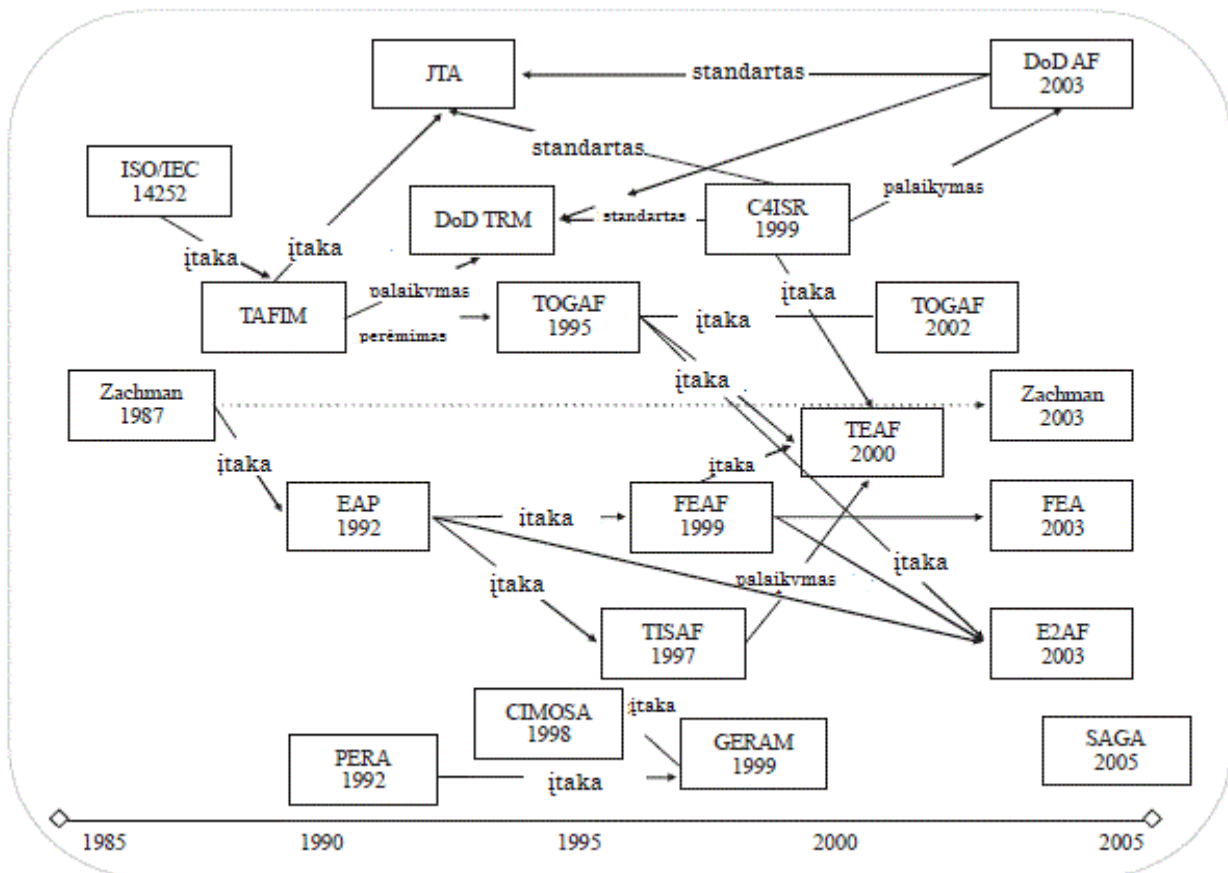 JTA
standartas
DoD AF
2003
standartas
ISO/IEC
14252
palaikymas
DoD TRM
standartas
C4ISR
1999
įtaka
įtaka
TAFIM
palaikymas
perėmimas
TOGAF
1995
įtaka
įtaka
TOGAF
2002
Zachman
1987
įtaka
Zachman
2003
TEAF
2000
įtaka
įtaka
EAP
1992
įtaka
FEAF
1999
FEA
2003
įtaka
įtaka
palaikymas
TISAF
1997
E2AF
2003
CIMOSA
1998
įtaka
GERAM
1999
SAGA
2005
PERA
1992
įtaka
1985
1990
1995
2000
2005